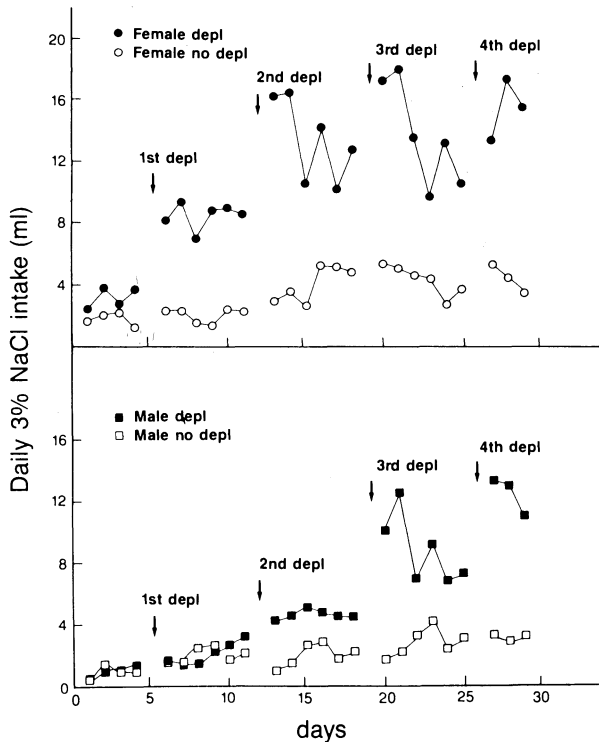 20
16
12
8
4
Female depl
Female no depl
1st depl
2nd depl
3rd depl
4th depl
Daily 3% NaCl intake (ml)
16
12
8
4
0
Male depl
Male no depl
1st depl
2nd depl
3rd depl
4th depl
0 5 10 15 20 25 30
days